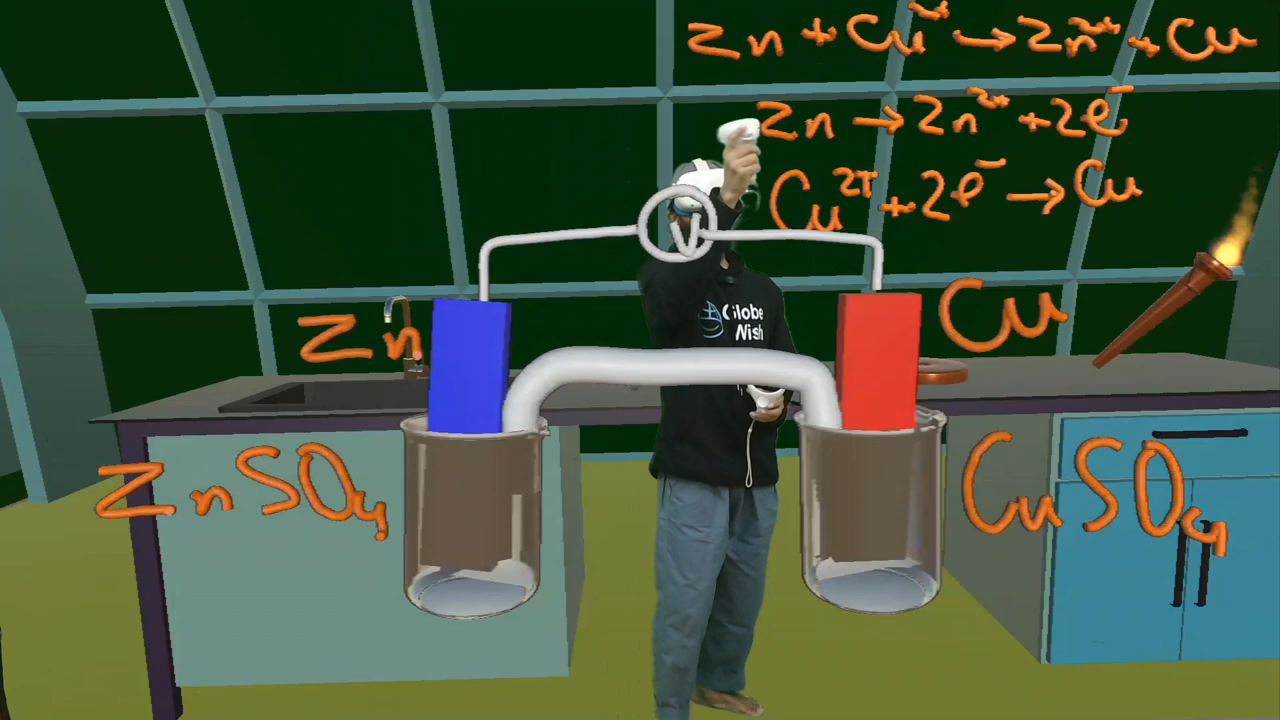 Zn + Cu²⁺ → Zn²⁺ + Cu
Zn → Zn²⁺ + 2e⁻
Cu²⁺ + 2e⁻ → Cu
V
Zn
Cu
Globe
Nish
ZnSO₄
CuSO₄